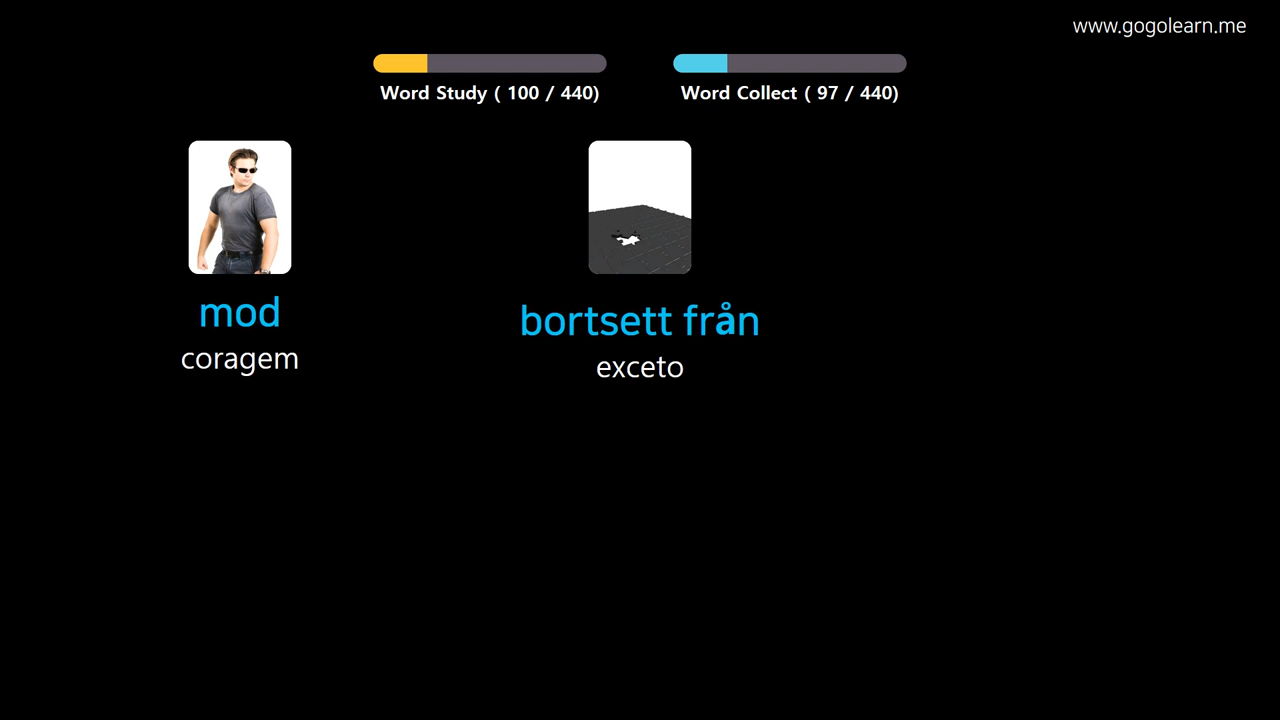 www.gogolearn.me
Word Study ( 100 / 440)
Word Collect ( 97 / 440)
mod
coragem
bortsett från
exceto